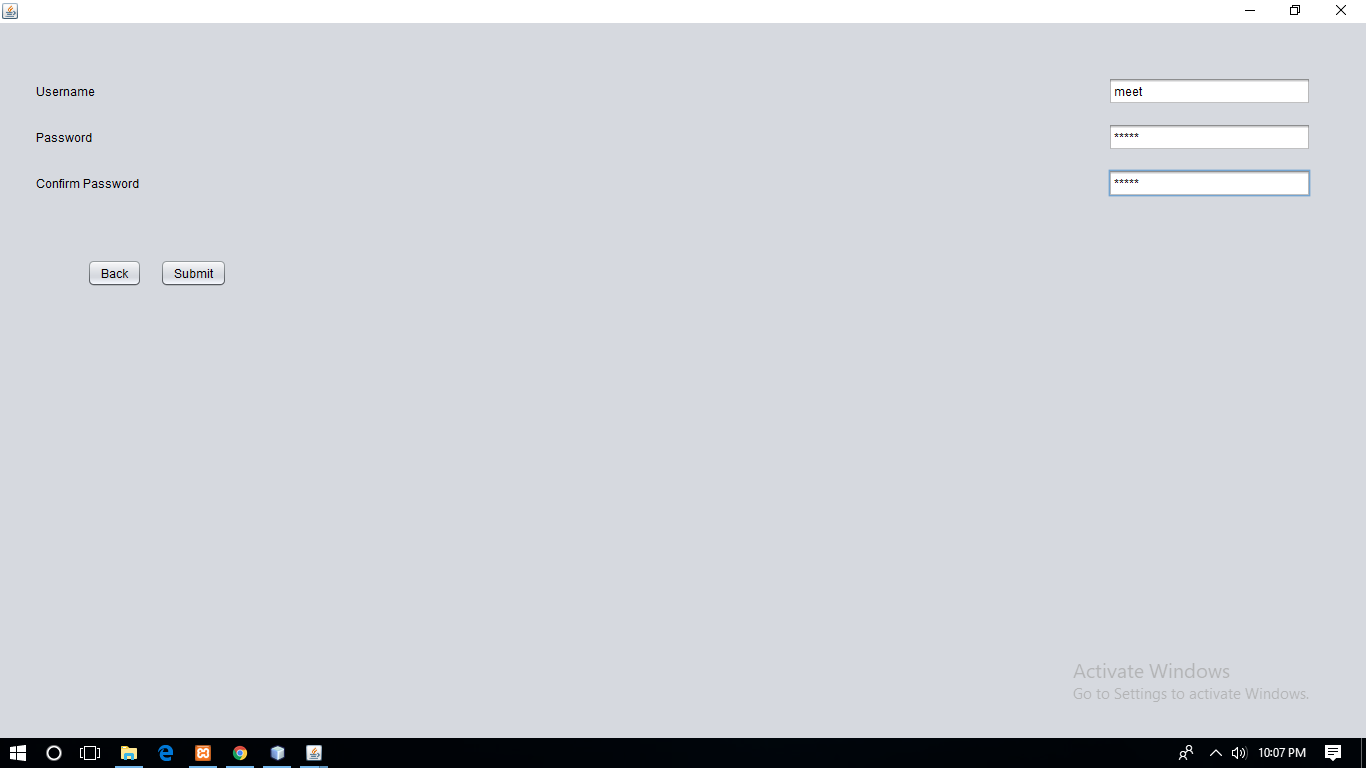 Username
meet
Password
*****
Confirm Password
*****
Back
Submit
Activate Windows
Go to Settings to activate Windows.
10:07 PM